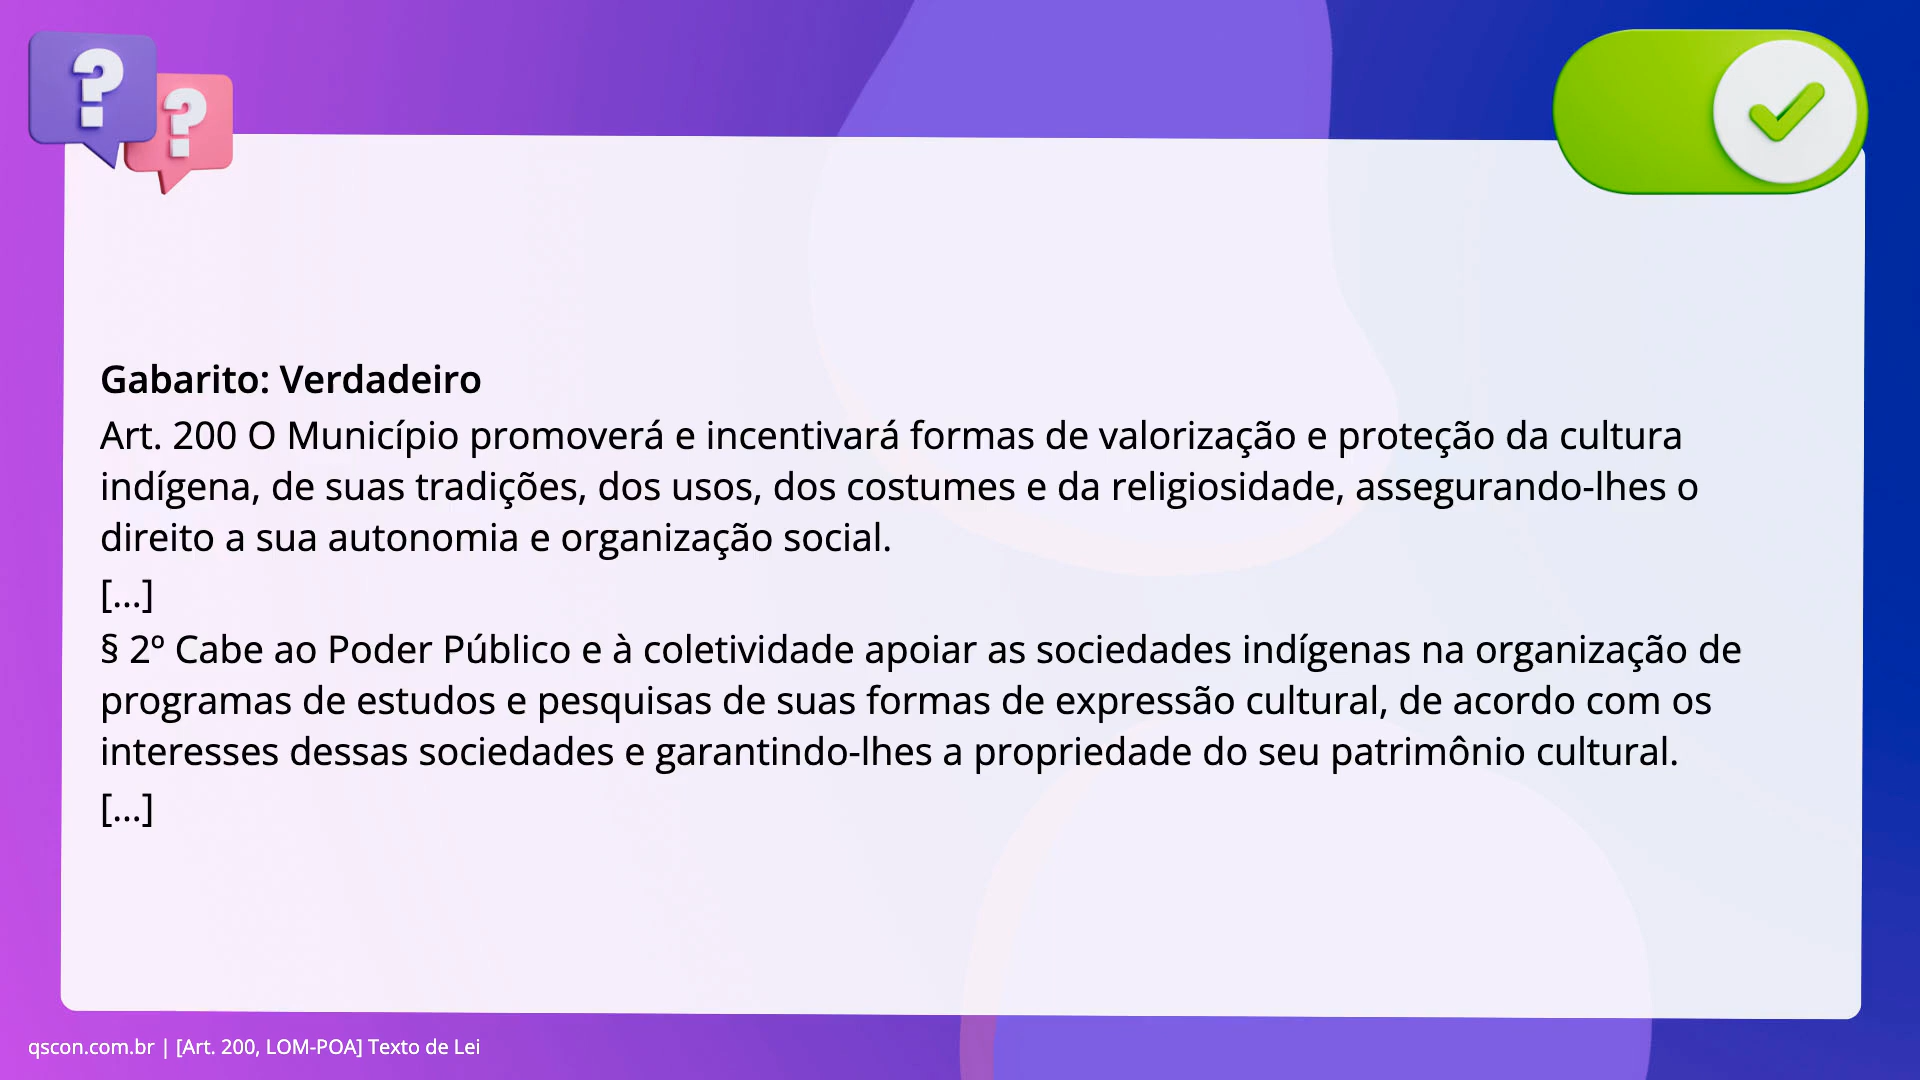 ? ?
Gabarito: Verdadeiro
Art. 200 O Município promoverá e incentivará formas de valorização e proteção da cultura
indígena, de suas tradições, dos usos, dos costumes e da religiosidade, assegurando-lhes o
direito a sua autonomia e organização social.
[...]
§ 2º Cabe ao Poder Público e à coletividade apoiar as sociedades indígenas na organização de
programas de estudos e pesquisas de suas formas de expressão cultural, de acordo com os
interesses dessas sociedades e garantindo-lhes a propriedade do seu patrimônio cultural.
[...]
qscon.com.br | [Art. 200, LOM-POA] Texto de Lei